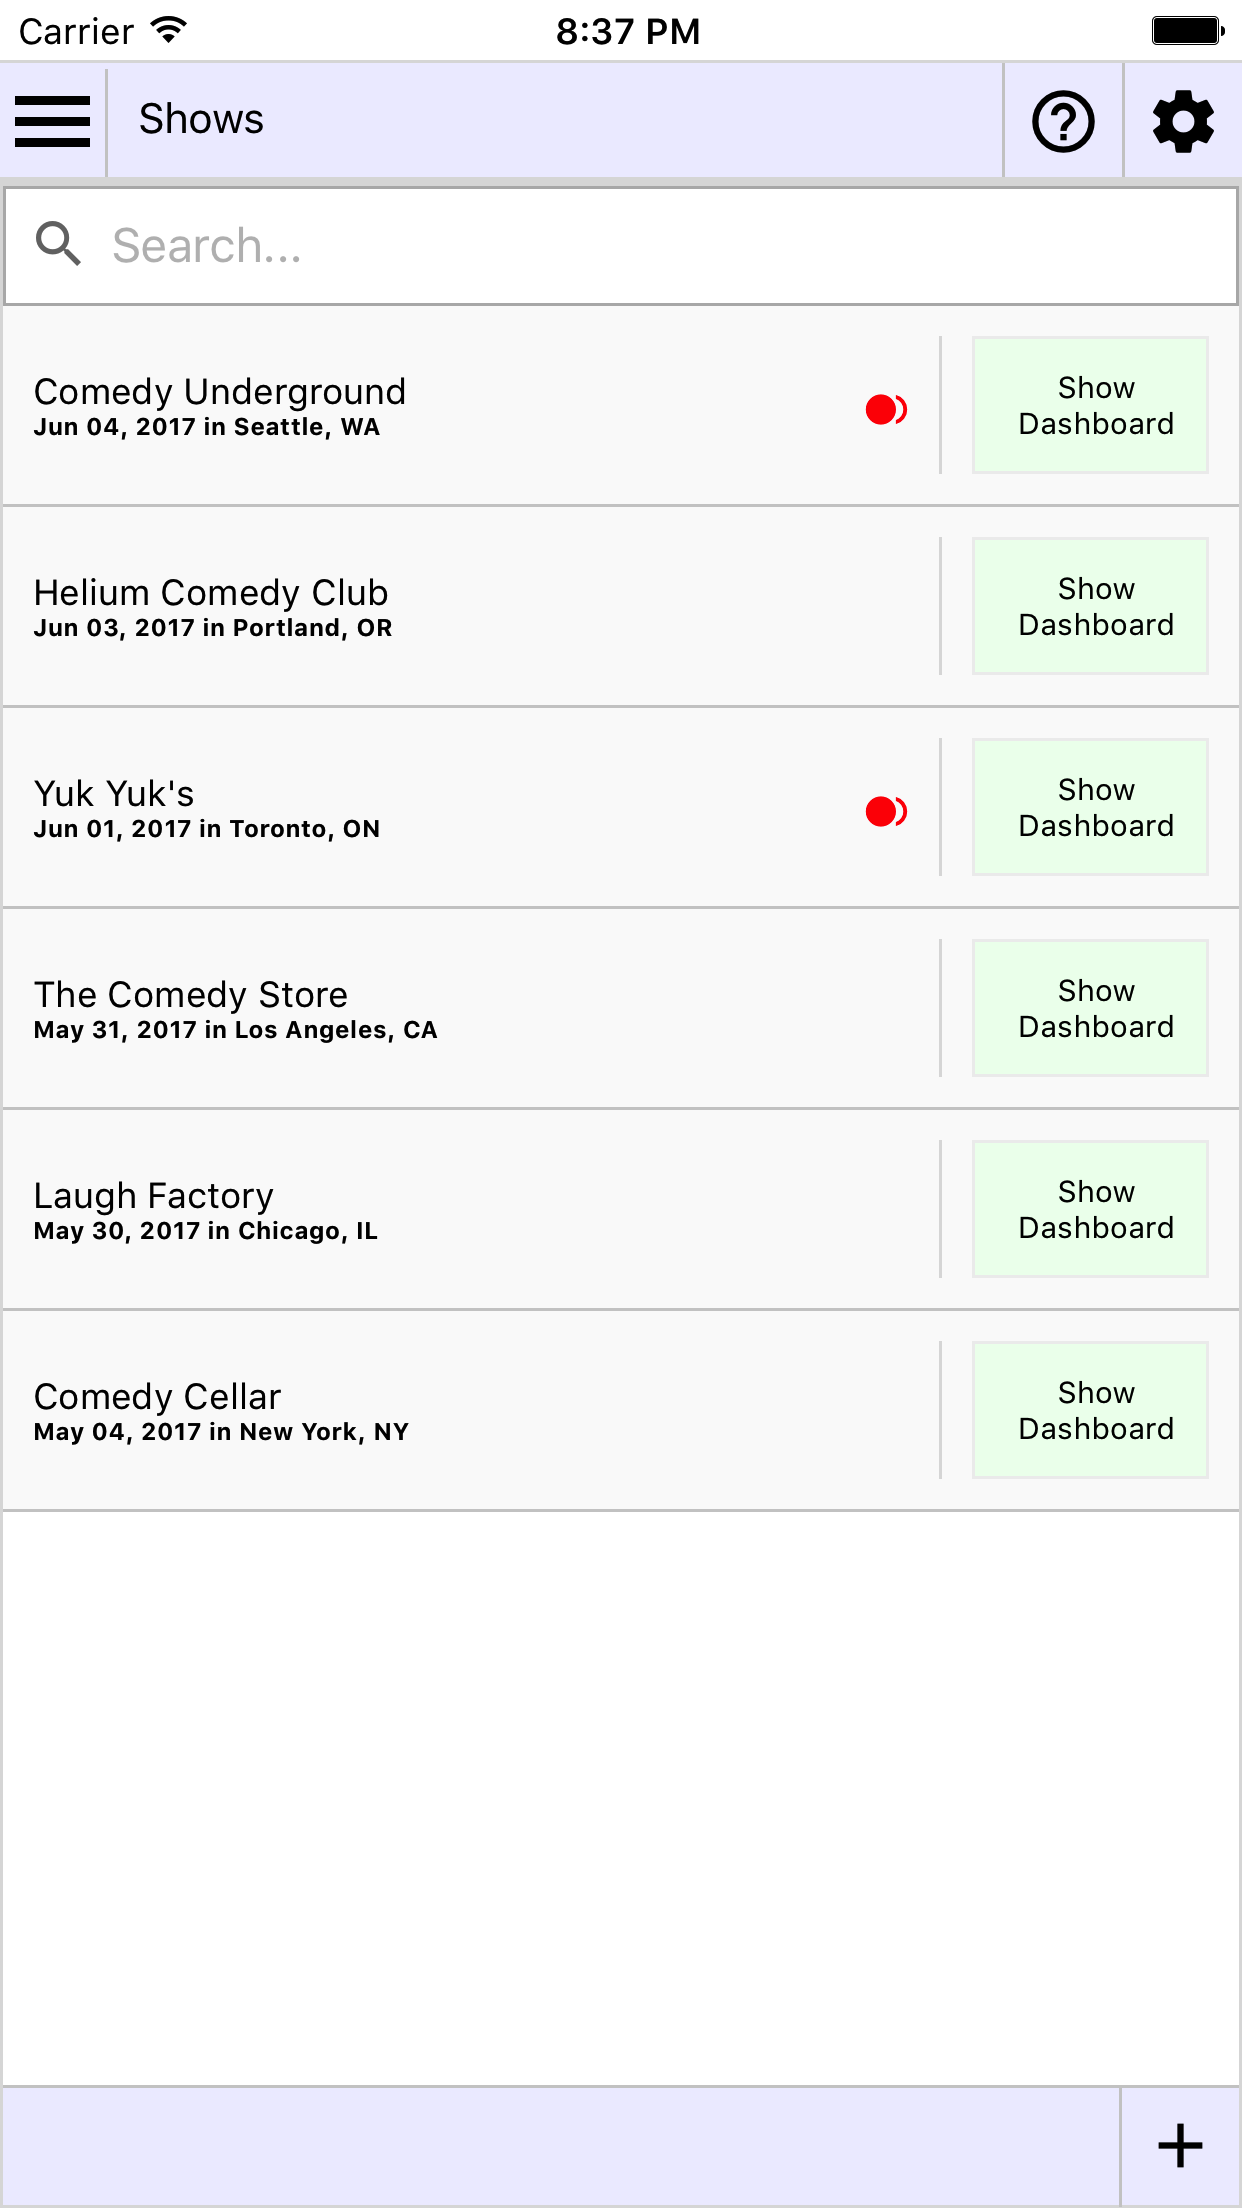 Carrier 8:37 PM
Shows
Search...
Comedy Underground
Jun 04, 2017 in Seattle, WA
Show
Dashboard
Helium Comedy Club
Jun 03, 2017 in Portland, OR
Show
Dashboard
Yuk Yuk's
Jun 01, 2017 in Toronto, ON
Show
Dashboard
The Comedy Store
May 31, 2017 in Los Angeles, CA
Show
Dashboard
Laugh Factory
May 30, 2017 in Chicago, IL
Show
Dashboard
Comedy Cellar
May 04, 2017 in New York, NY
Show
Dashboard